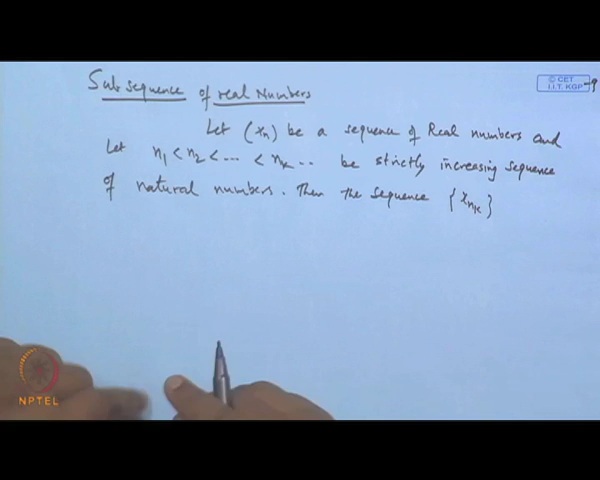 Subsequence of real Numbers
© CET
I.I.T. KGP
-9
Let (xn) be a sequence of Real numbers and
Let n1 < n2 < ... < nk .. be strictly increasing sequence
of natural numbers. Then the sequence {xnk}
NPTEL